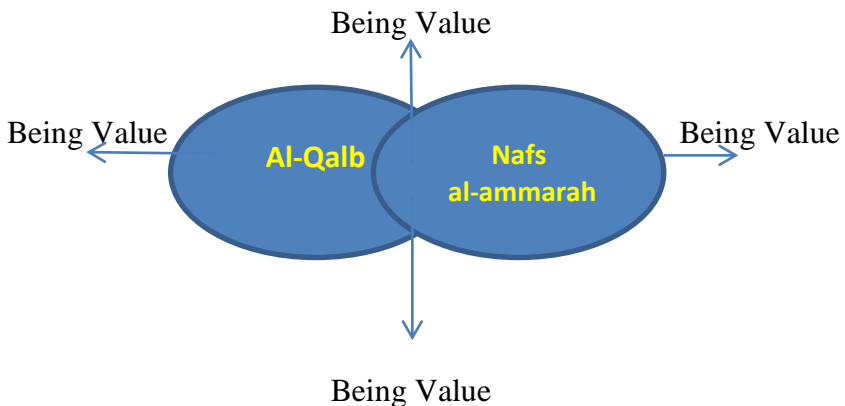 Being Value
Being Value
Al-Qalb
Nafs
al-ammarah
Being Value
Being Value